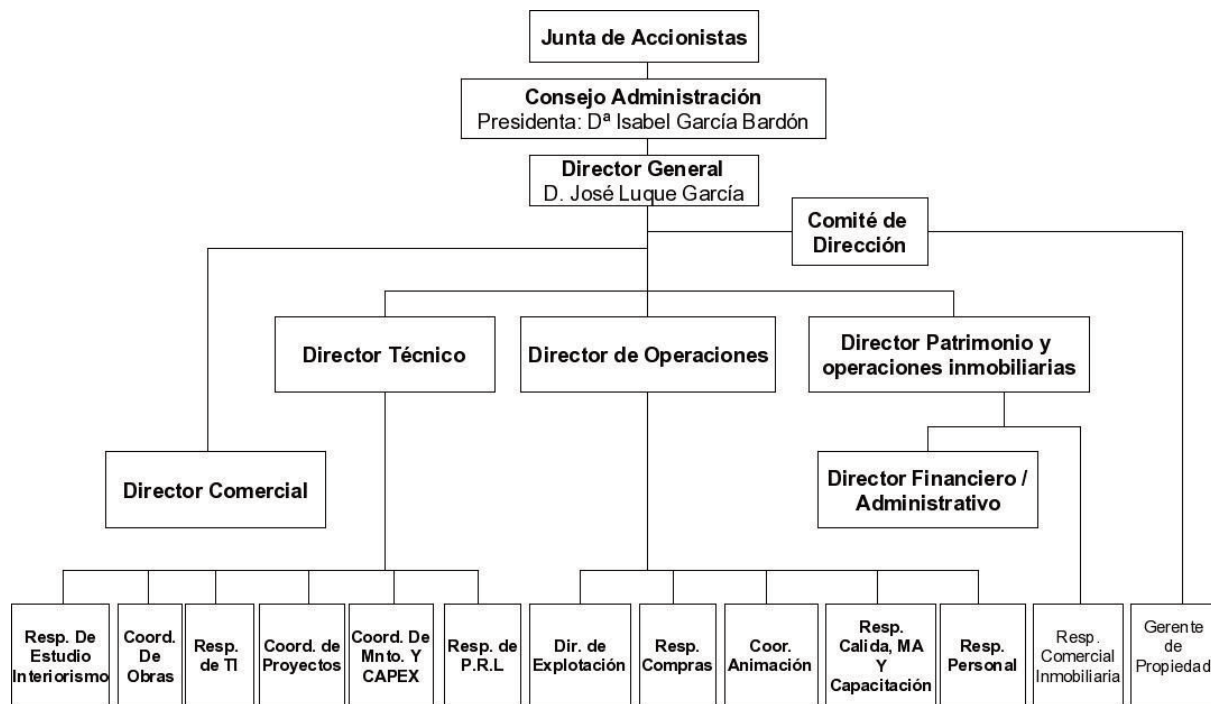 Junta de Accionistas
Consejo Administración
Presidenta: Dª Isabel García Bardón
Director General
D. José Luque García
Comité de
Dirección
Director Técnico
Director de Operaciones
Director Patrimonio y
operaciones inmobiliarias
Director Comercial
Director Financiero /
Administrativo
Resp. De
Estudio
Interiorismo
Coord.
De
Obras
Resp.
de TI
Coord. de
Proyectos
Coord. De
Mnto. Y
CAPEX
Resp. de
P.R.L
Dir. de
Explotación
Resp.
Compras
Coor.
Animación
Resp.
Calida, MA
Y
Capacitación
Resp.
Personal
Resp.
Comercial
Inmobiliaria
Gerente
de
Propiedad